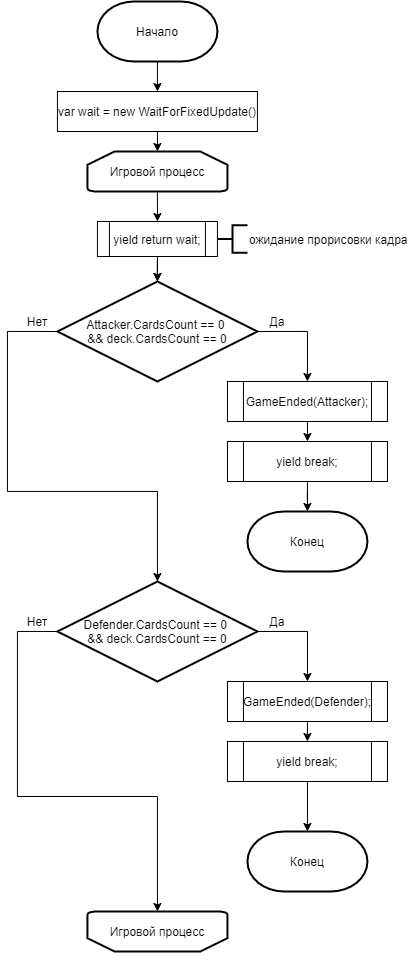 Начало
var wait = new WaitForFixedUpdate()
Игровой процесс
yield return wait;
ожидание прорисовки кадра
Attacker.CardsCount == 0
&& deck.CardsCount == 0
Нет
Да
GameEnded(Attacker);
yield break;
Конец
Defender.CardsCount == 0
&& deck.CardsCount == 0
Нет
Да
GameEnded(Defender);
yield break;
Конец
Игровой процесс